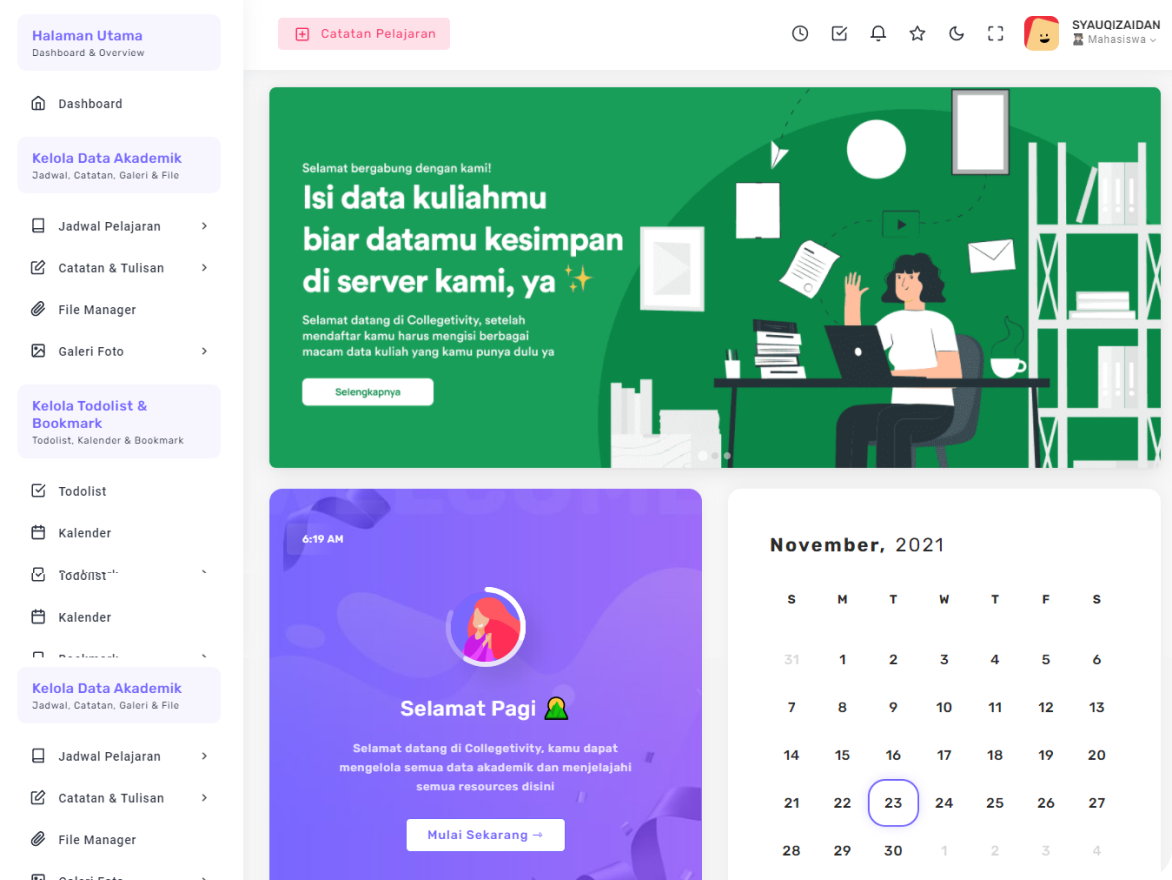 Halaman Utama
Dashboard & Overview
Dashboard
Kelola Data Akademik
Jadwal, Catatan, Galeri & File
Jadwal Pelajaran
Catatan & Tulisan
File Manager
Galeri Foto
Kelola Todolist &
Bookmark
Todolist, Kalender & Bookmark
Todolist
Kalender
Todolist
Kalender
Bookmark
Kelola Data Akademik
Jadwal, Catatan, Galeri & File
Jadwal Pelajaran
Catatan & Tulisan
File Manager
Galeri Foto
Catatan Pelajaran
SYAUQIZAIDAN
Mahasiswa
Selamat bergabung dengan kami!
Isi data kuliahmu
biar datamu kesimpan
di server kami, ya ✨
Selamat datang di Collegetivity, setelah
mendaftar kamu harus mengisi berbagai
macam data kuliah yang kamu punya dulu ya
Selengkapnya
WELCOME
6:19 AM
Selamat Pagi
Selamat datang di Collegetivity, kamu dapat
mengelola semua data akademik dan menjelajahi
semua resources disini
Mulai Sekarang →
November, 2021
S M T W T F S
31 1 2 3 4 5 6
7 8 9 10 11 12 13
14 15 16 17 18 19 20
21 22 23 24 25 26 27
28 29 30 1 2 3 4